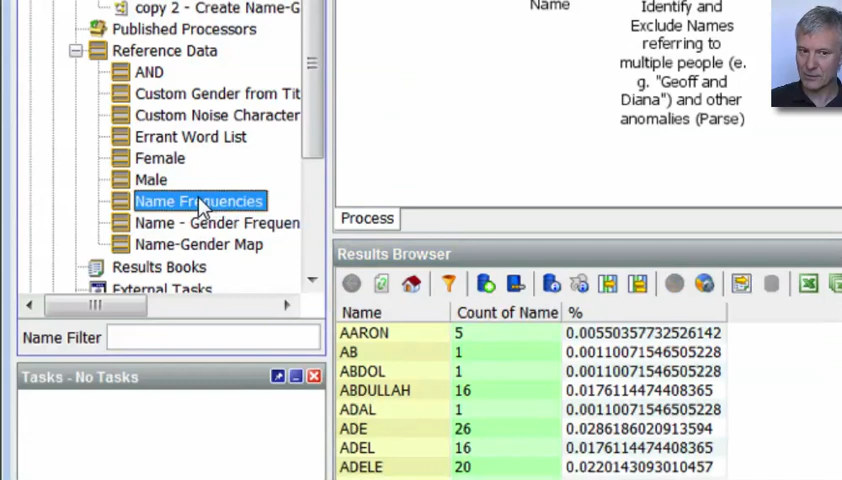 copy 2 - Create Name-G
Published Processors
Reference Data
AND
Custom Gender from Tit
Custom Noise Character
Errant Word List
Female
Male
Name Frequencies
Name - Gender Frequen
Name-Gender Map
Results Books
External Tasks
Name Filter
Tasks - No Tasks
Name
Identify and
Exclude Names
referring to
multiple people (e.
g. "Geoff and
Diana") and other
anomalies (Parse)
Process
Results Browser
Name Count of Name %
AARON 5 0.00550357732526142
AB 1 0.00110071546505228
ABDOL 1 0.00110071546505228
ABDULLAH 16 0.0176114474408365
ADAL 1 0.00110071546505228
ADE 26 0.0286186020913594
ADEL 16 0.0176114474408365
ADELE 20 0.0220143093010457